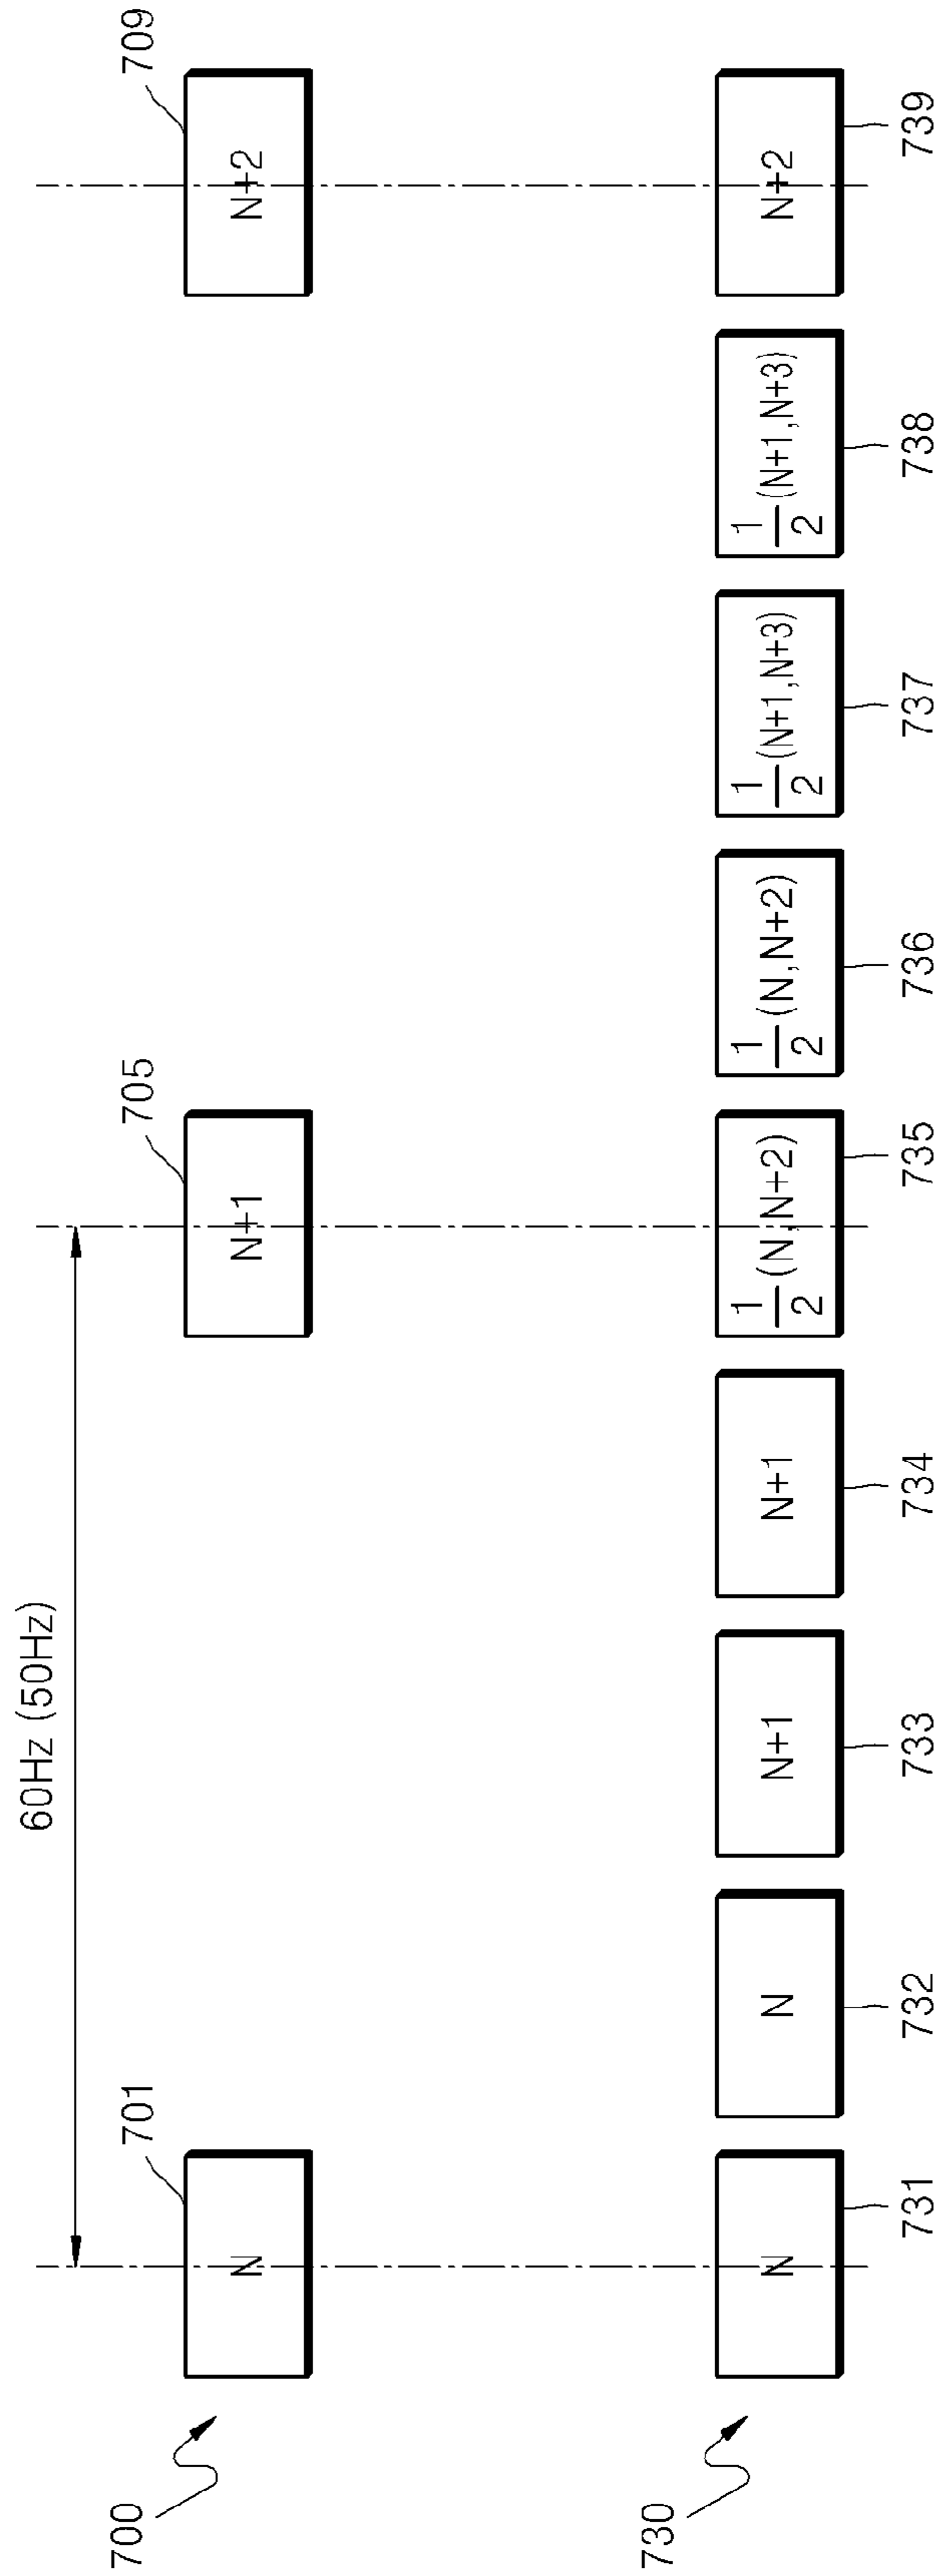 60Hz (50Hz)
700
701
705
709
N
N+1
N+2
730
N
N
N+1
N+1
1/2 (N,N+2)
1/2 (N,N+2)
1/2 (N+1,N+3)
1/2 (N+1,N+3)
N+2
731
732
733
734
735
736
737
738
739